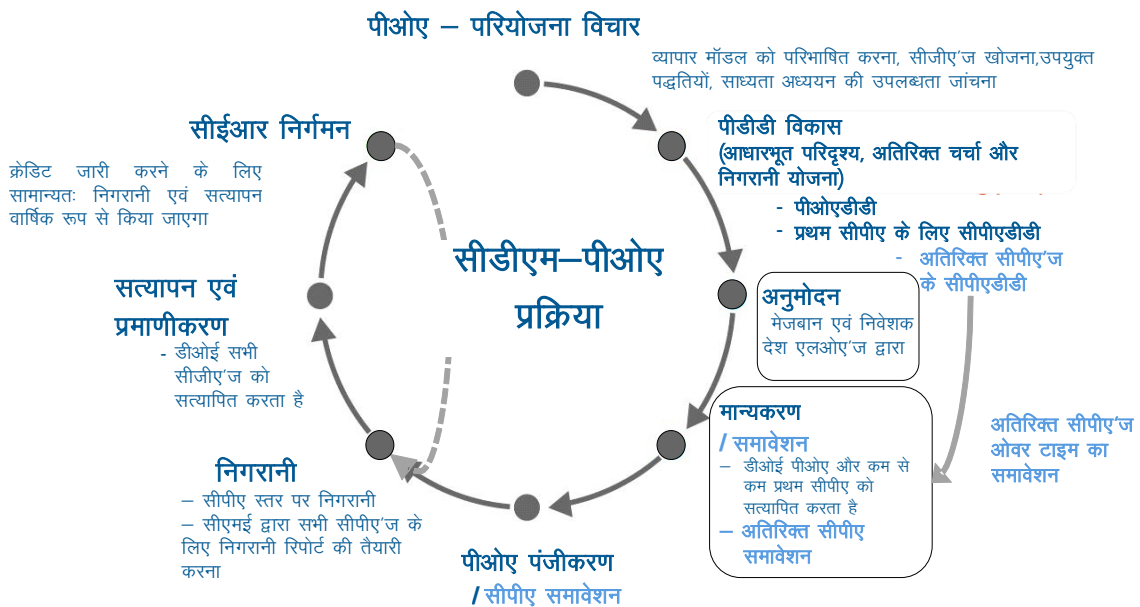 पीओए – परियोजना विचार
व्यापार मॉडल को परिभाषित करना, सीजीए'ज खोजना,उपयुक्त
पद्धतियों, साध्यता अध्ययन की उपलब्धता जांचना
पीडीडी विकास
(आधारभूत परिदृश्य, अतिरिक्त चर्चा और
निगरानी योजना)
- पीओएडीडी
- प्रथम सीपीए के लिए सीपीएडीडी
- अतिरिक्त सीपीए'ज
के सीपीएडीडी
अनुमोदन
मेजबान एवं निवेशक
देश एलओए'ज द्वारा
मान्यकरण
/ समावेशन
– डीओई पीओए और कम से
कम प्रथम सीपीए को
सत्यापित करता है
– अतिरिक्त सीपीए
समावेशन
अतिरिक्त सीपीए'ज
ओवर टाइम का
समावेशन
पीओए पंजीकरण
/ सीपीए समावेशन
निगरानी
– सीपीए स्तर पर निगरानी
– सीएमई द्वारा सभी सीपीए'ज के
लिए निगरानी रिपोर्ट की तैयारी
करना
सत्यापन एवं
प्रमाणीकरण
- डीओई सभी
सीजीए'ज को
सत्यापित करता है
सीईआर निर्गमन
क्रेडिट जारी करने के लिए
सामान्यतः निगरानी एवं सत्यापन
वार्षिक रूप से किया जाएगा
सीडीएम–पीओए
प्रक्रिया